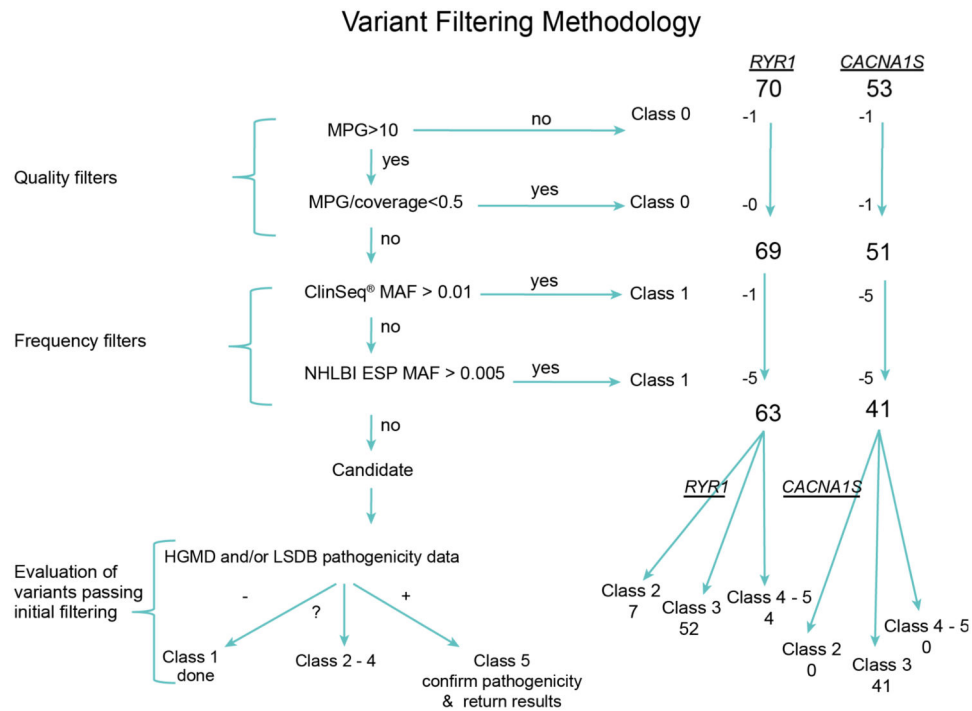 Variant Filtering Methodology
RYR1 CACNA1S
70 53
MPG>10 no Class 0 -1 -1
yes
Quality filters
MPG/coverage<0.5 yes Class 0 -0 -1
no
69 51
ClinSeq® MAF > 0.01 yes Class 1 -1 -5
no
Frequency filters
NHLBI ESP MAF > 0.005 yes Class 1 -5 -5
63 41
no
Candidate
RYR1 CACNA1S
Evaluation of
variants passing
initial filtering
HGMD and/or LSDB pathogenicity data
- ? +
Class 1
done
Class 2 - 4
Class 5
confirm pathogenicity
& return results
Class 2
7
Class 3
52
Class 4 - 5
4
Class 2
0
Class 3
41
Class 4 - 5
0